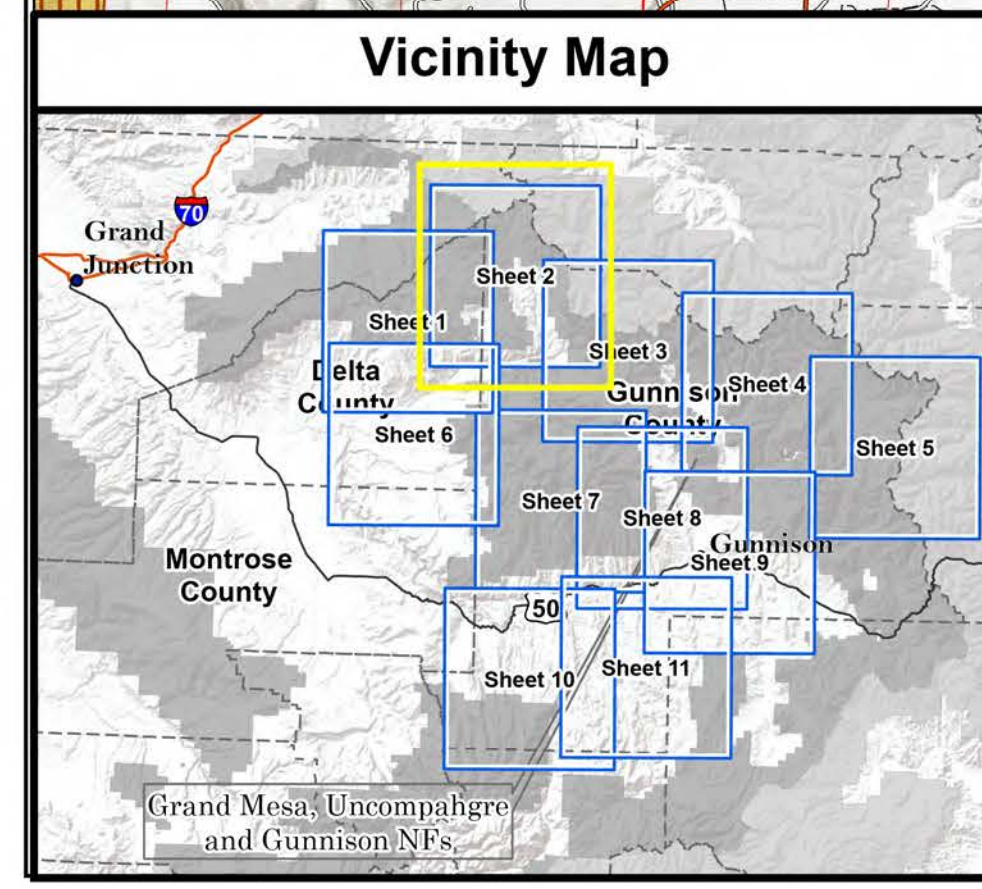 Vicinity Map
70
Grand
Junction
Sheet 2
Sheet 1
Sheet 3
Delta
County
Gunnison
County
Sheet 4
Sheet 6
Sheet 5
Sheet 7
Sheet 8
Gunnison
Sheet 9
Montrose
County
50
Sheet 10
Sheet 11
Grand Mesa, Uncompahgre
and Gunnison NFs